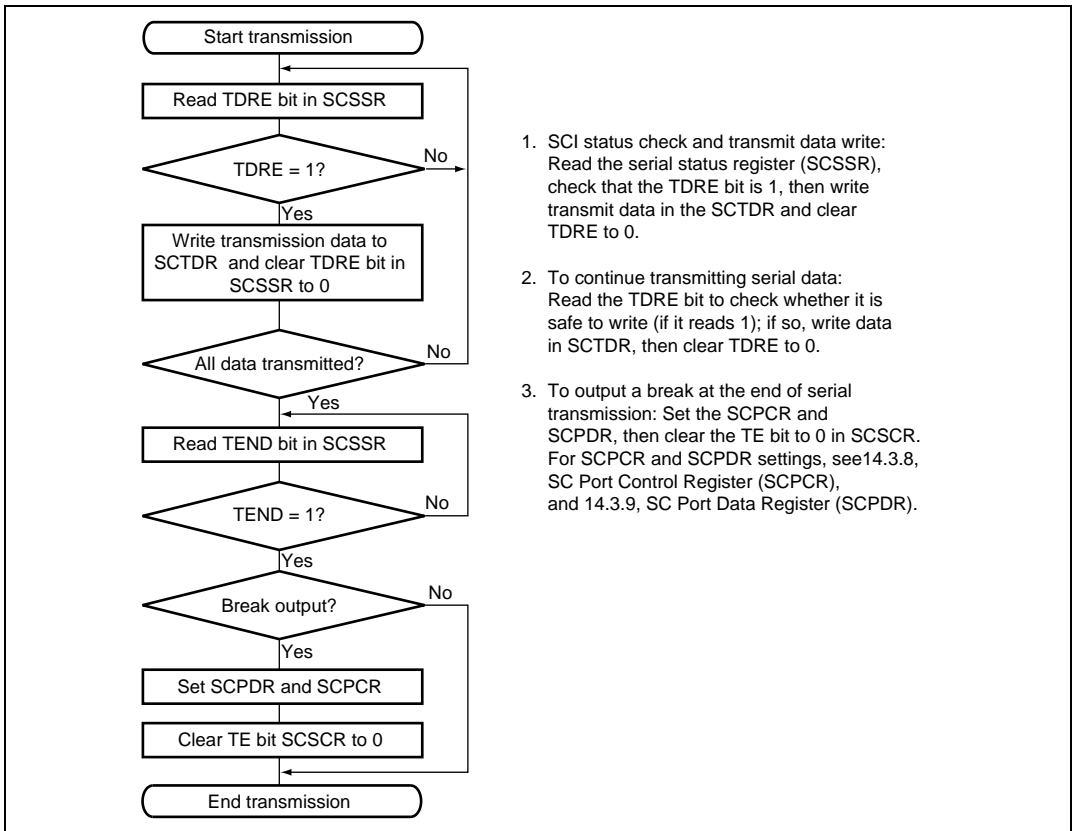 Start transmission
Read TDRE bit in SCSSR
TDRE = 1?
No
Yes
Write transmission data to
SCTDR  and clear TDRE bit in
SCSSR to 0
All data transmitted?
No
Yes
Read TEND bit in SCSSR
TEND = 1?
No
Yes
Break output?
No
Yes
Set SCPDR and SCPCR
Clear TE bit SCSCR to 0
End transmission
1. SCI status check and transmit data write:
Read the serial status register (SCSSR),
check that the TDRE bit is 1, then write
transmit data in the SCTDR and clear
TDRE to 0.
2. To continue transmitting serial data:
Read the TDRE bit to check whether it is
safe to write (if it reads 1); if so, write data
in SCTDR, then clear TDRE to 0.
3. To output a break at the end of serial
transmission: Set the SCPCR and
SCPDR, then clear the TE bit to 0 in SCSCR.
For SCPCR and SCPDR settings, see14.3.8,
SC Port Control Register (SCPCR),
and 14.3.9, SC Port Data Register (SCPDR).